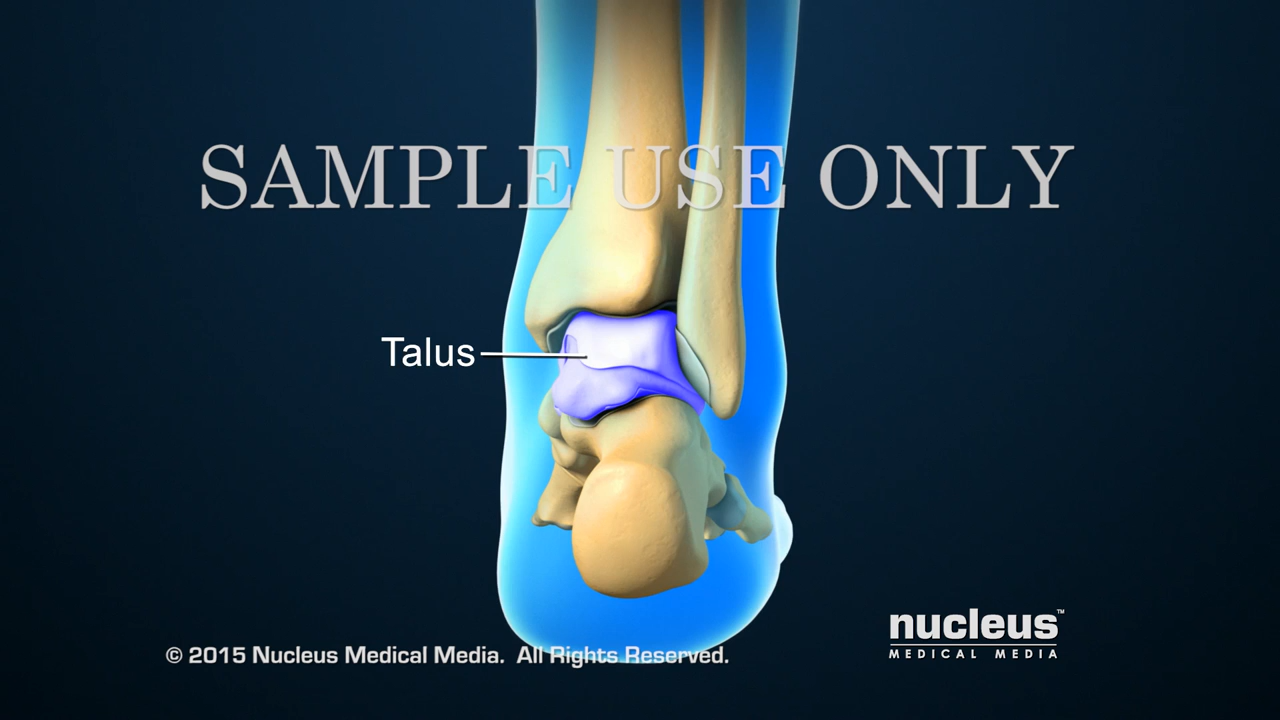 SAMPLE USE ONLY
Talus
nucleus™
MEDICAL MEDIA
© 2015 Nucleus Medical Media. All Rights Reserved.